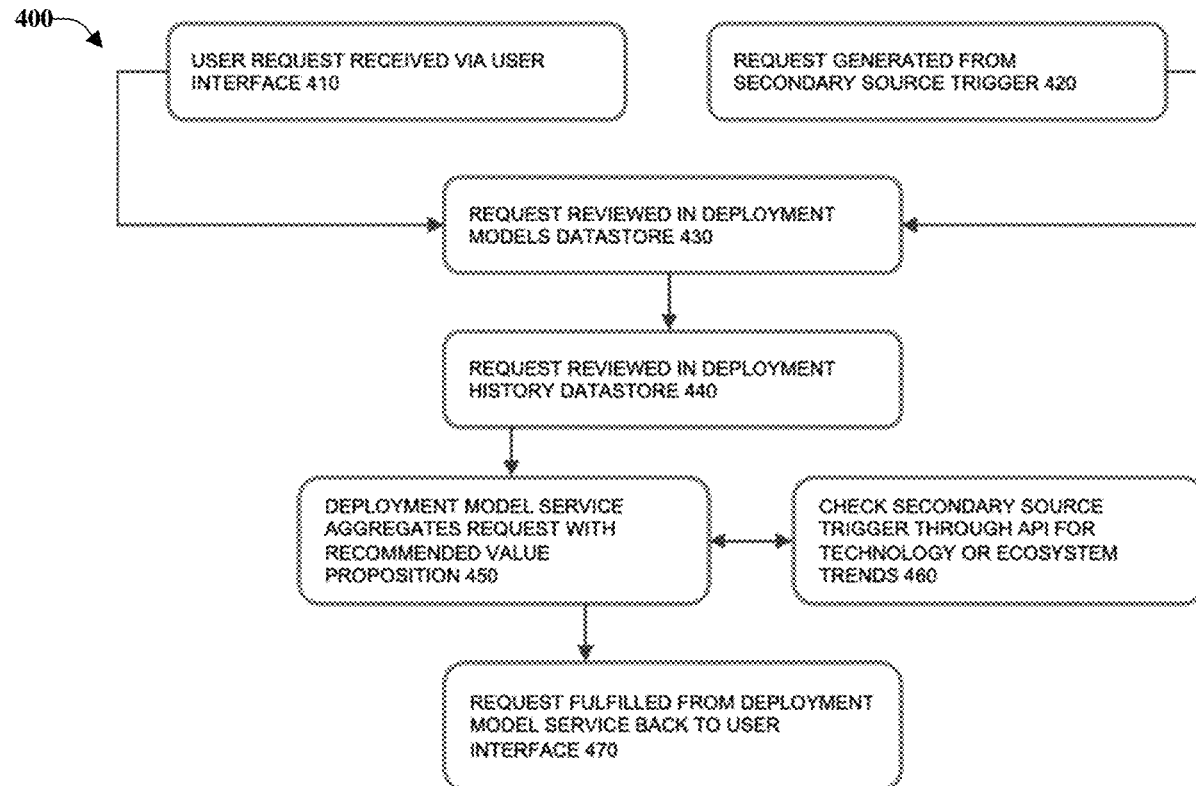 400
USER REQUEST RECEIVED VIA USER
INTERFACE 410
REQUEST GENERATED FROM
SECONDARY SOURCE TRIGGER 420
REQUEST REVIEWED IN DEPLOYMENT
MODELS DATASTORE 430
REQUEST REVIEWED IN DEPLOYMENT
HISTORY DATASTORE 440
DEPLOYMENT MODEL SERVICE
AGGREGATES REQUEST WITH
RECOMMENDED VALUE
PROPOSITION 450
CHECK SECONDARY SOURCE
TRIGGER THROUGH API FOR
TECHNOLOGY OR ECOSYSTEM
TRENDS 460
REQUEST FULFILLED FROM DEPLOYMENT
MODEL SERVICE BACK TO USER
INTERFACE 470